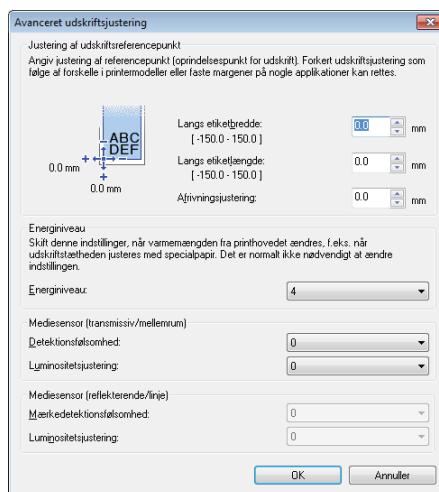 Avanceret udskriftsjustering
Justering af udskriftsreferencepunkt
Angiv justering af referencepunkt (oprindelsespunkt for udskrift). Forkert udskriftsjustering som
følge af forskelle i printermodeller eller faste margener på nogle applikationer kan rettes.
ABC
DEF
0.0 mm
0.0 mm
Langs etiketbredde:
0.0 mm
[ -150.0 - 150.0 ]
Langs etiketlængde:
0.0 mm
[ -150.0 - 150.0 ]
Afrivningsjustering:
0.0 mm
Energiniveau
Skift denne indstillinger, når varmemængden fra printhovedet ændres, f.eks. når
udskriftstætheden justeres med specialpapir. Det er normalt ikke nødvendigt at ændre
indstillingen.
Energiniveau:
4
Mediesensor (transmissiv/mellemrum)
Detektionsfølsomhed:
0
Luminositetsjustering:
0
Mediesensor (reflekterende/linje)
Mærkedetektionsfølsomhed:
0
Luminositetsjustering:
0
OK
Annuller